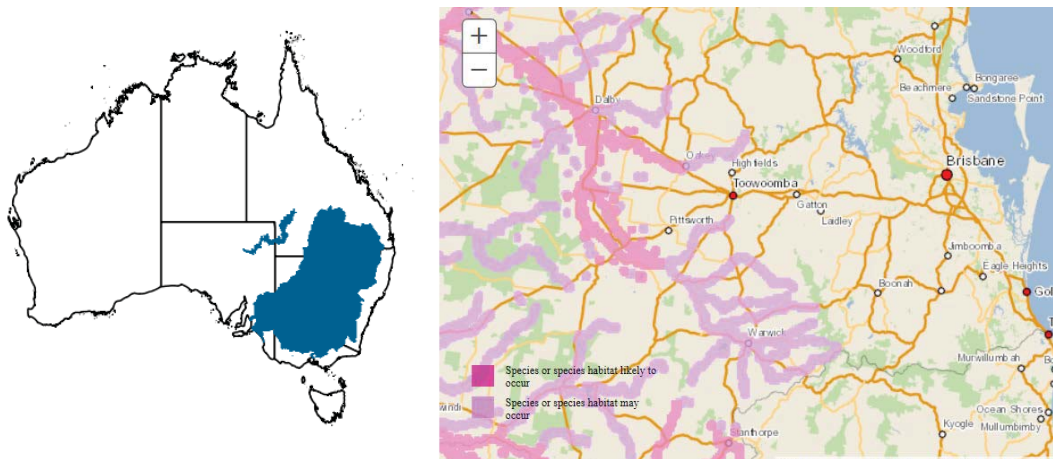 +
−
Woodford
Bongaree
Beachmere
Sandstone Point
Dalby
Brisbane
Highfields
Toowoomba
Gatton
Laidley
Pittsworth
Jimboomba
Eagle Heights
Boonah
Warwick
Murwillumbah
Species or species habitat likely to
occur
Species or species habitat may
occur
Ocean Shores
Mullumbimby
Kyogle
Stanthorpe